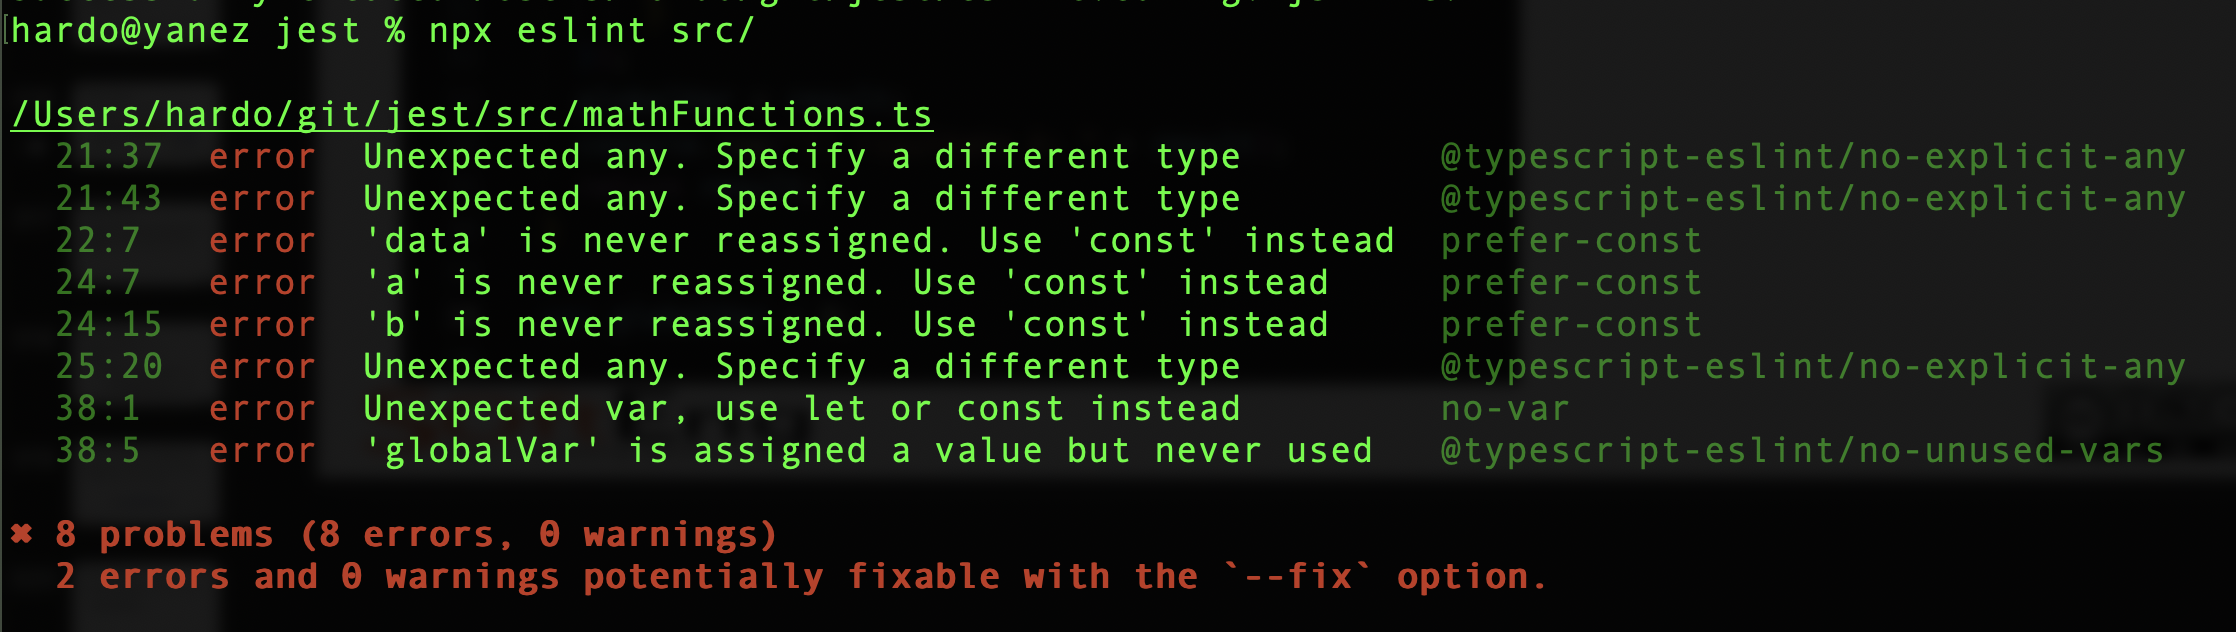 hardo@yanez jest % npx eslint src/
/Users/hardo/git/jest/src/mathFunctions.ts
21:37 error Unexpected any. Specify a different type @typescript-eslint/no-explicit-any
21:43 error Unexpected any. Specify a different type @typescript-eslint/no-explicit-any
22:7 error 'data' is never reassigned. Use 'const' instead prefer-const
24:7 error 'a' is never reassigned. Use 'const' instead prefer-const
24:15 error 'b' is never reassigned. Use 'const' instead prefer-const
25:20 error Unexpected any. Specify a different type @typescript-eslint/no-explicit-any
38:1 error Unexpected var, use let or const instead no-var
38:5 error 'globalVar' is assigned a value but never used @typescript-eslint/no-unused-vars
✖ 8 problems (8 errors, 0 warnings)
2 errors and 0 warnings potentially fixable with the `--fix` option.